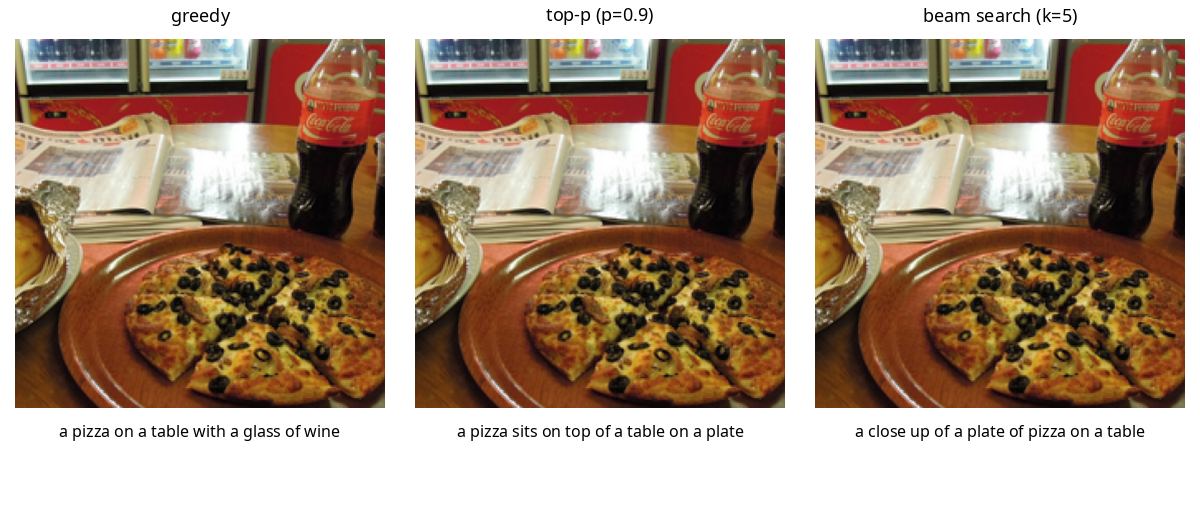 greedy
top-p (p=0.9)
beam search (k=5)
Coca-Cola
Coca-Cola
Coca-Cola
a pizza on a table with a glass of wine
a pizza sits on top of a table on a plate
a close up of a plate of pizza on a table